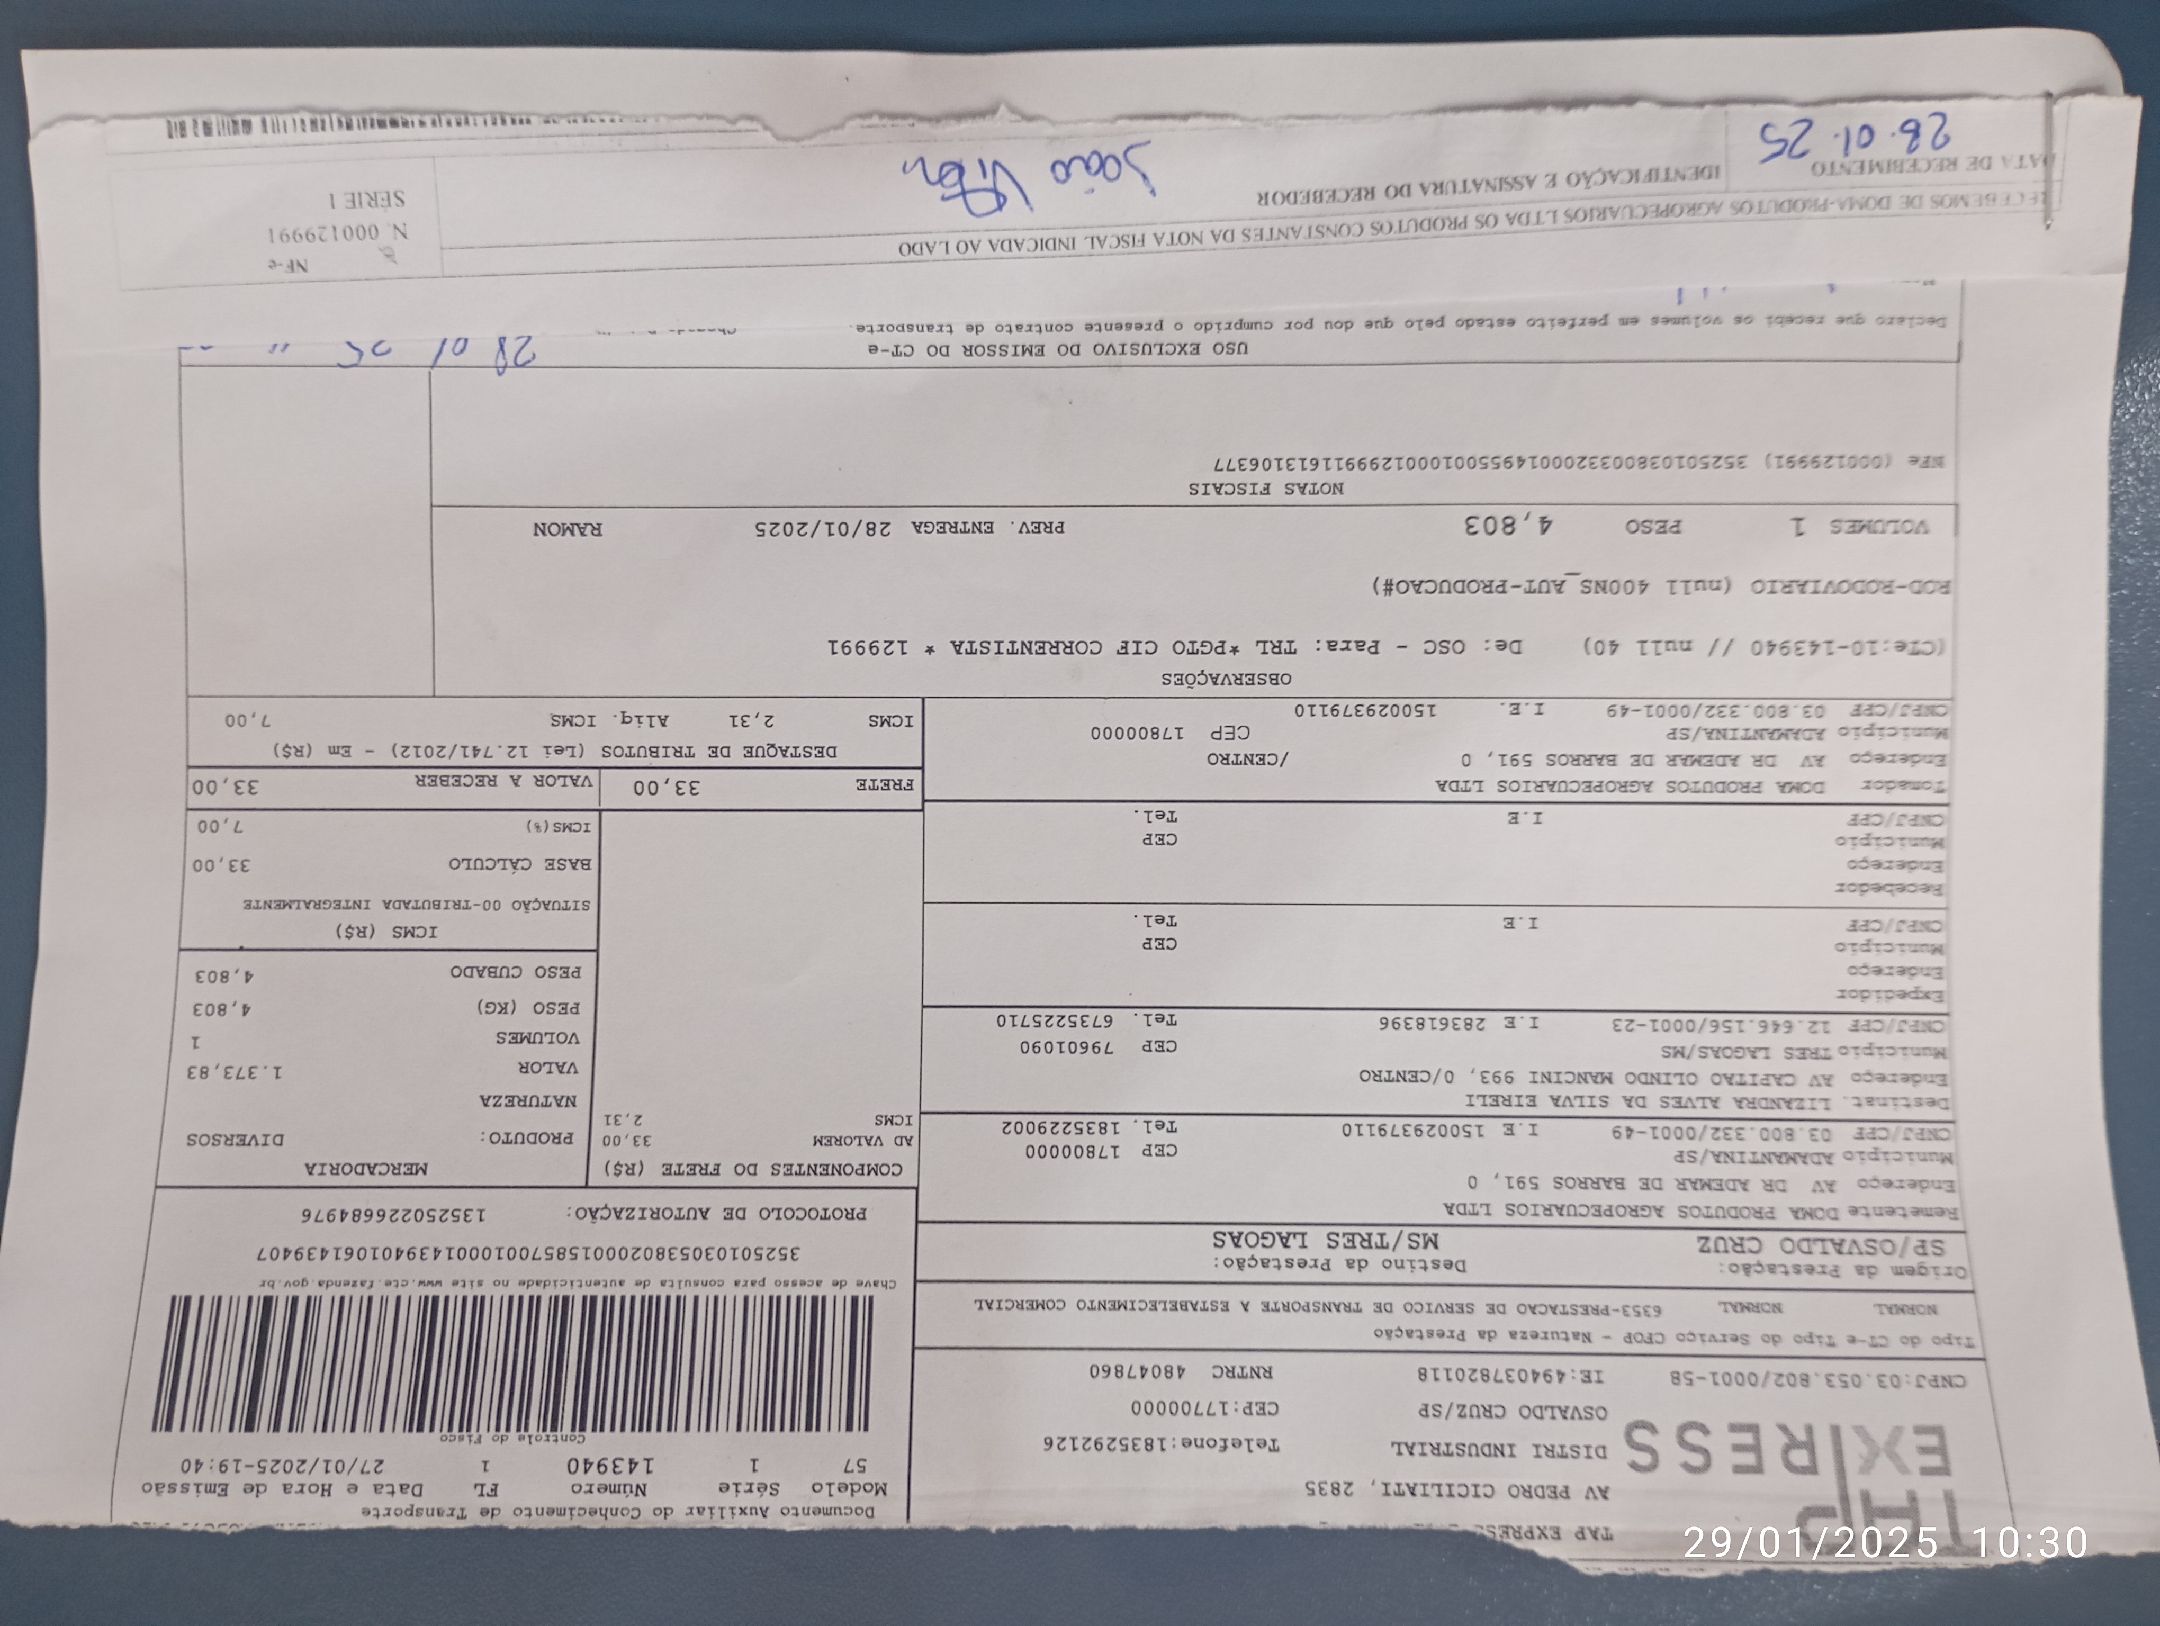 TAP EXPRESS
TAP EXPRESS
AV PEDRO CICILIATI, 2835
DISTRI INDUSTRIAL Telefone:1835292126
OSVALDO CRUZ/SP CEP:17700000
CNPJ:03.053.802/0001-58 IE:494037820118 RNTRC 48047860
Documento Auxiliar do Conhecimento de Transporte
Modelo Série Número FL Data e Hora de Emissão
57 1 143940 1 27/01/2025-19:40
Controle do Fisco
Chave de acesso para consulta de autenticidade no site www.cte.fazenda.gov.br
35250103053802000158570010001439401061439407
PROTOCOLO DE AUTORIZAÇÃO: 135250226684976
Tipo do CT-e Tipo do Serviço CFOP - Natureza da Prestação
NORMAL NORMAL 6353-PRESTACAO DE SERVICO DE TRANSPORTE A ESTABELECIMENTO COMERCIAL
Origem da Prestação: Destino da Prestação:
SP/OSVALDO CRUZ MS/TRES LAGOAS
Remetente DOMA PRODUTOS AGROPECUARIOS LTDA
Endereço AV DR ADEMAR DE BARROS 591, 0
Município ADAMANTINA/SP CEP 17800000
CNPJ/CPF 03.800.332/0001-49 I.E 150029379110 Tel. 1835229002
Destinat. LIZANDRA ALVES DA SILVA EIRELI
Endereço AV CAPITAO OLINDO MANCINI 993, 0/CENTRO
Município TRES LAGOAS/MS CEP 79601090
CNPJ/CPF 12.646.156/0001-23 I.E 283618396 Tel. 6735225710
Expedidor
Endereço
Município CEP
CNPJ/CPF I.E Tel.
Recebedor
Endereço
Município CEP
CNPJ/CPF I.E Tel.
Tomador DOMA PRODUTOS AGROPECUARIOS LTDA
Endereço AV DR ADEMAR DE BARROS 591, 0 /CENTRO
Município ADAMANTINA/SP CEP 17800000
CNPJ/CPF 03.800.332/0001-49 I.E. 150029379110
COMPONENTES DO FRETE (R$)
AD VALOREM 33,00
ICMS 2,31
MERCADORIA
PRODUTO: DIVERSOS
NATUREZA
VALOR 1.373,83
VOLUMES 1
PESO (KG) 4,803
PESO CUBADO 4,803
ICMS (R$)
SITUAÇÃO 00-TRIBUTADA INTEGRALMENTE
BASE CÁLCULO 33,00
ICMS(%) 7,00
FRETE 33,00 VALOR A RECEBER 33,00
DESTAQUE DE TRIBUTOS (Lei 12.741/2012) - Em (R$)
ICMS 2,31 Aliq. ICMS 7,00
OBSERVAÇÕES
(CTe:10-143940 // null 40) De: OSC - Para: TRL *PGTO CIF CORRENTISTA * 129991
ROD-RODOVIARIO (null 400NS_AUT-PRODUCAO#)
VOLUMES 1 PESO 4,803 PREV. ENTREGA 28/01/2025 RAMON
NOTAS FISCAIS
NFe (000129991) 35250103800332000149550010001299911613106377
USO EXCLUSIVO DO EMISSOR DO CT-e
28 01 25
Declaro que recebi os volumes em perfeito estado pelo que dou por cumprido o presente contrato de transporte.
RECEBEMOS DE DOMA-PRODUTOS AGROPECUARIOS LTDA OS PRODUTOS CONSTANTES DA NOTA FISCAL INDICADA AO LADO
DATA DE RECEBIMENTO IDENTIFICAÇÃO E ASSINATURA DO RECEBEDOR
28.01.25 João Vitor
NF-e
N. 000129991
SÉRIE 1
29/01/2025 10:30